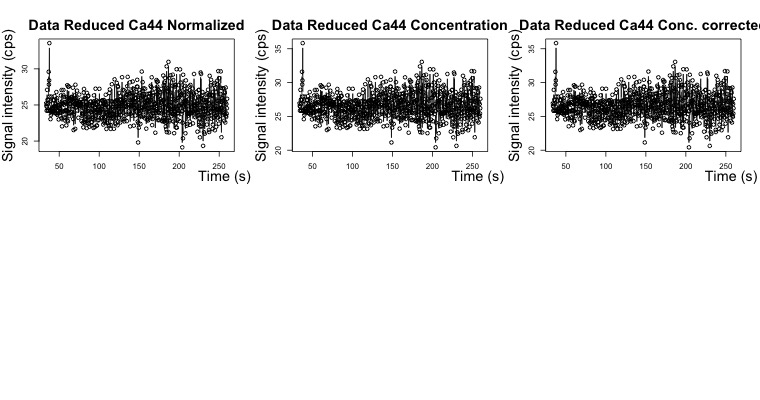 Data Reduced Ca44 Normalized
Signal intensity (cps)
20 25 30
50 100 150 200 250
Time (s)
Data Reduced Ca44 Concentration
Signal intensity (cps)
20 25 30 35
50 100 150 200 250
Time (s)
Data Reduced Ca44 Conc. corrected
Signal intensity (cps)
20 25 30 35
50 100 150 200 250
Time (s)